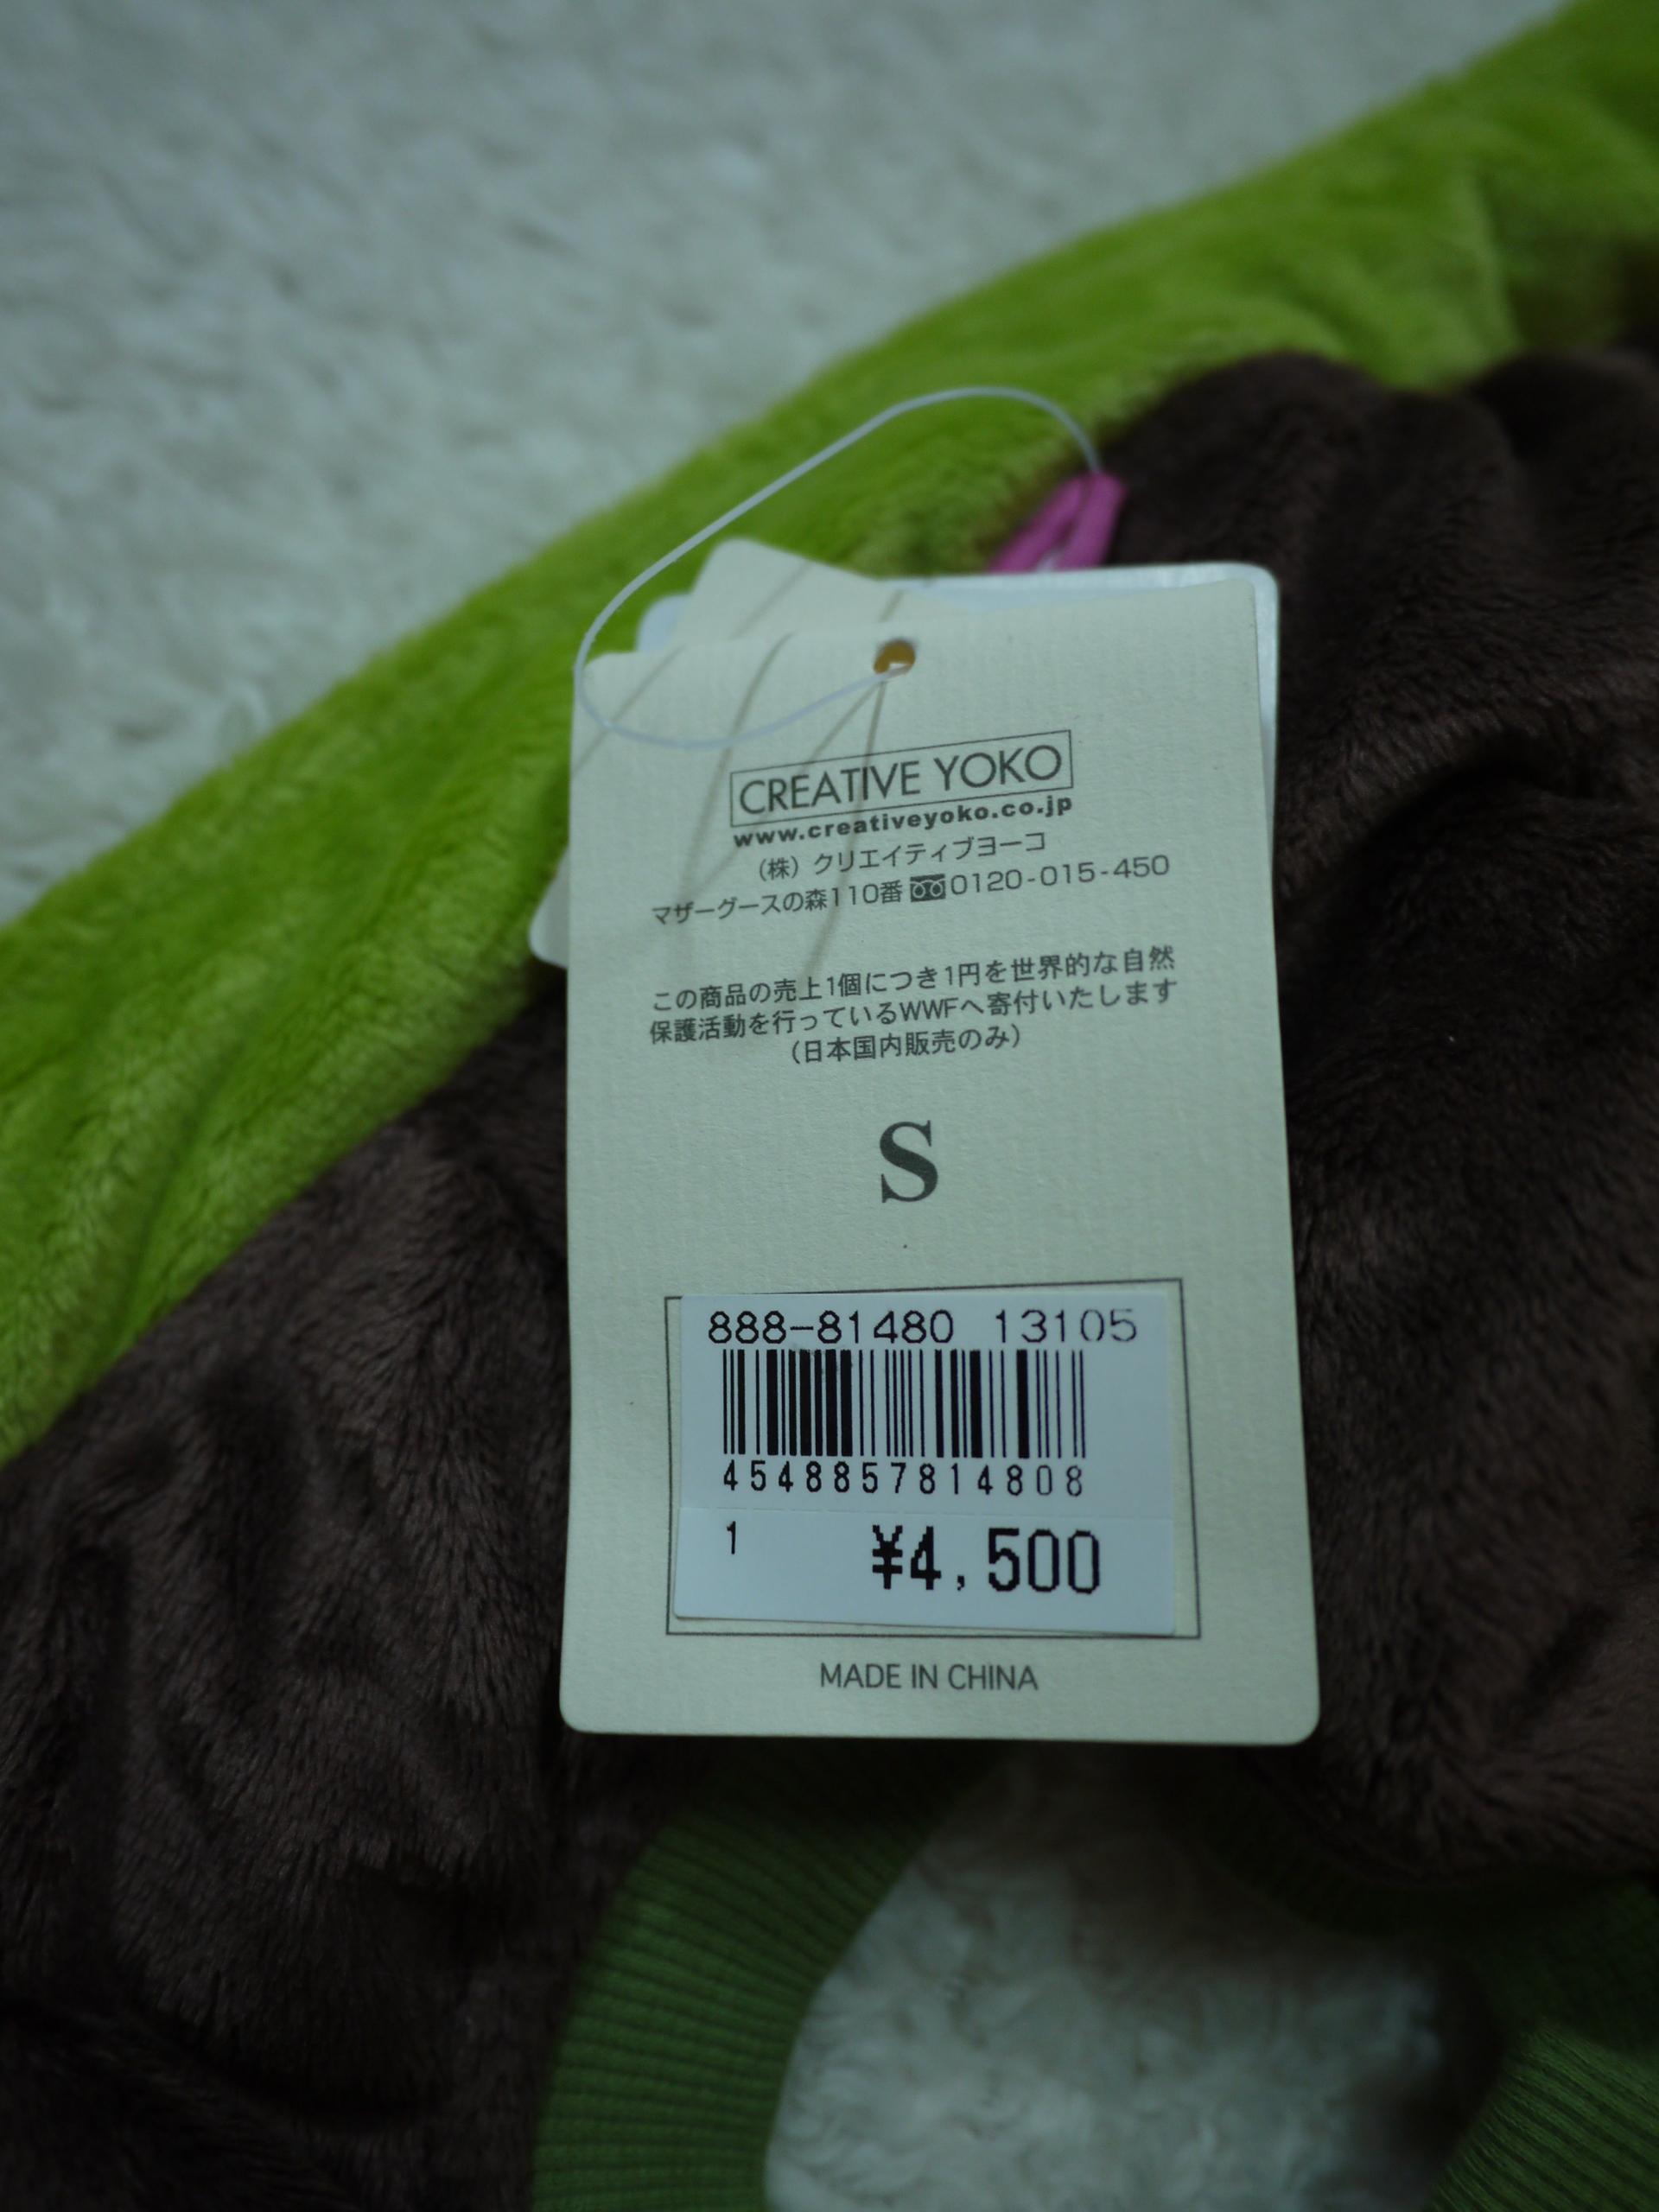 CREATIVE YOKO
www.creativeyoko.co.jp
(株)クリエイティブヨーコ
マザーグースの森110番 0120-015-450
この商品の売上1個につき1円を世界的な自然
保護活動を行っているWWFへ寄付いたします
(日本国内販売のみ)
S
888-81480 13105
4548857814808
1 ¥4,500
MADE IN CHINA